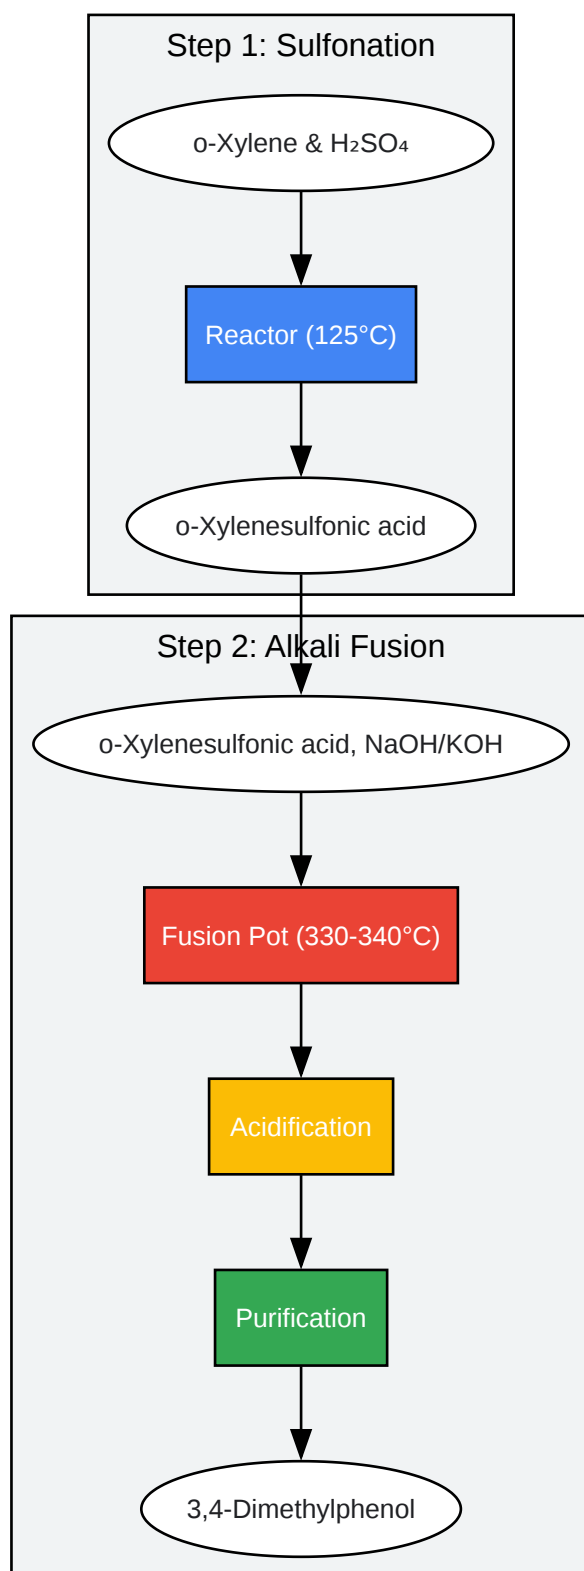 Step 1: Sulfonation
o-Xylene & H₂SO₄
Reactor (125°C)
o-Xylenesulfonic acid
Step 2: Alkali Fusion
o-Xylenesulfonic acid, NaOH/KOH
Fusion Pot (330-340°C)
Acidification
Purification
3,4-Dimethylphenol